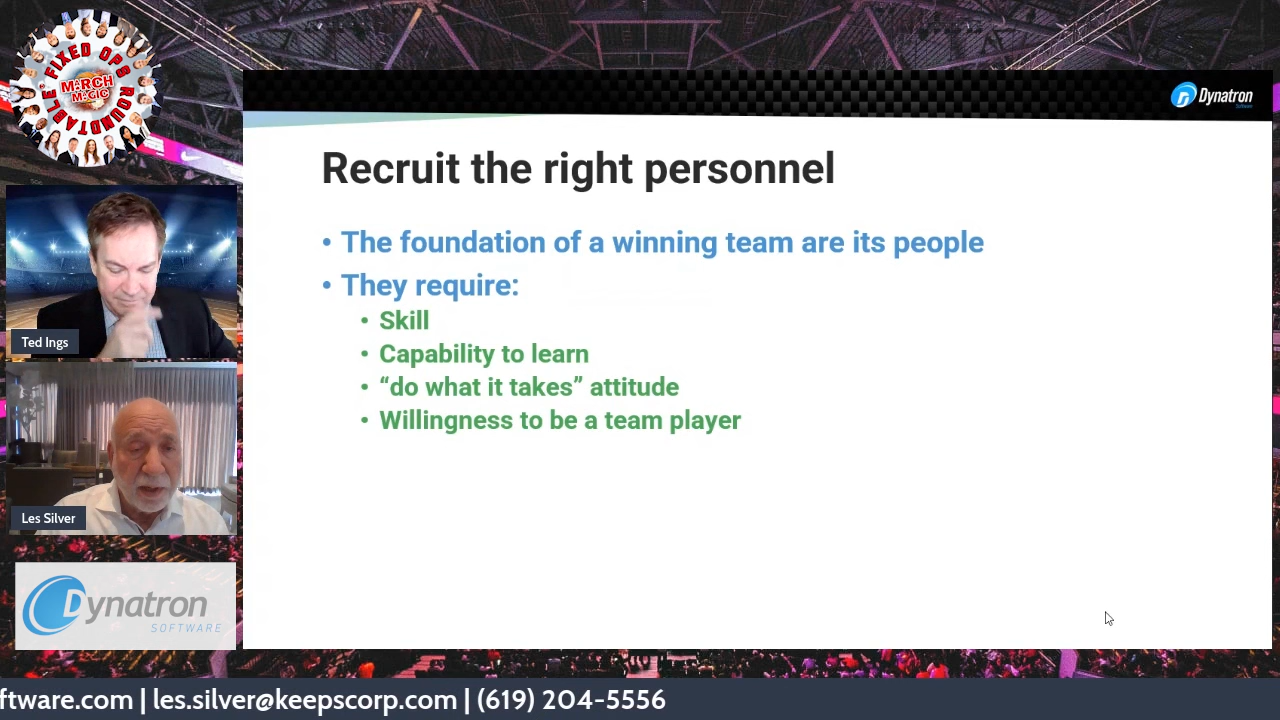 FIXED OPS ROUNDTABLE
MARCH
MAGIC
Dynatron
Software
Recruit the right personnel
• The foundation of a winning team are its people
• They require:
• Skill
• Capability to learn
• “do what it takes” attitude
• Willingness to be a team player
Ted Ings
Les Silver
Dynatron
SOFTWARE
ftware.com | les.silver@keepscorp.com | (619) 204-5556